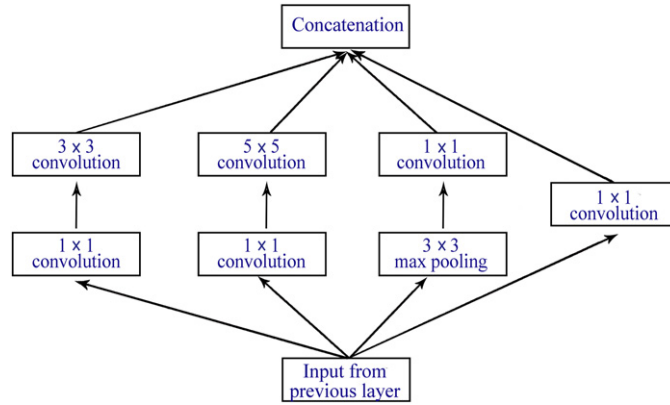 Concatenation
3 × 3
convolution
5 × 5
convolution
1 × 1
convolution
1 × 1
convolution
1 × 1
convolution
1 × 1
convolution
3 × 3
max pooling
Input from
previous layer